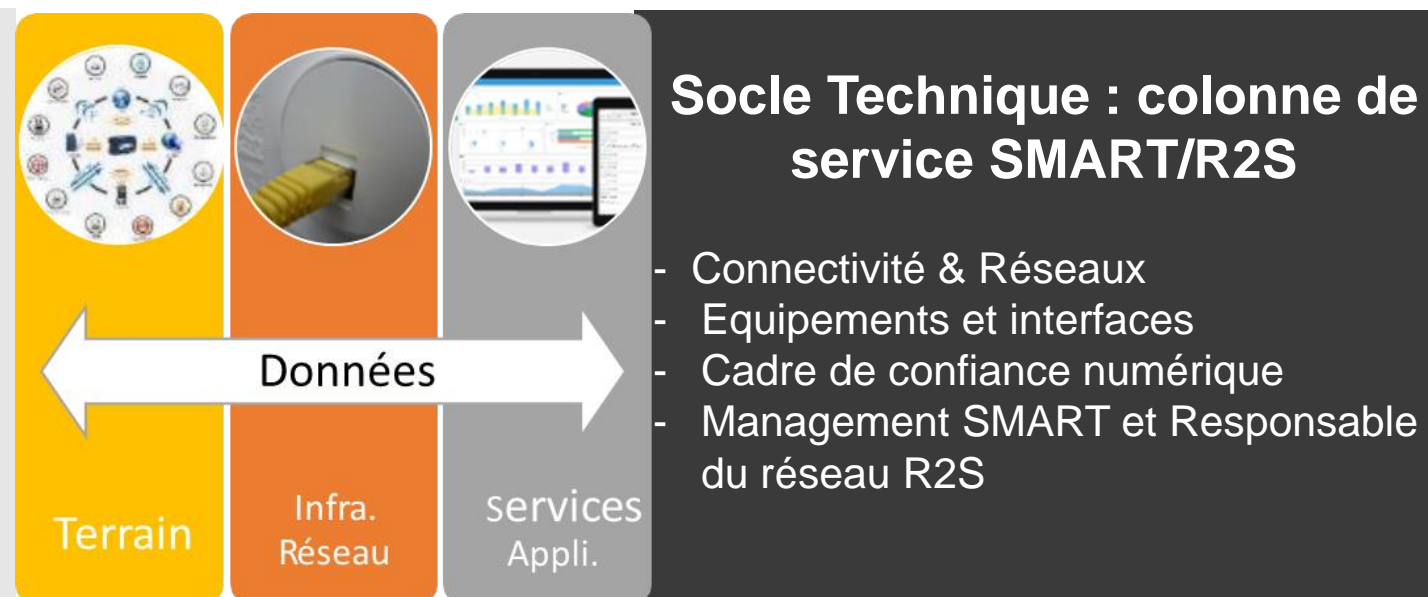 Socle Technique : colonne de
service SMART/R2S
- Connectivité & Réseaux
- Equipements et interfaces
- Cadre de confiance numérique
- Management SMART et Responsable
du réseau R2S
Données
Terrain
Infra.
Réseau
services
Appli.